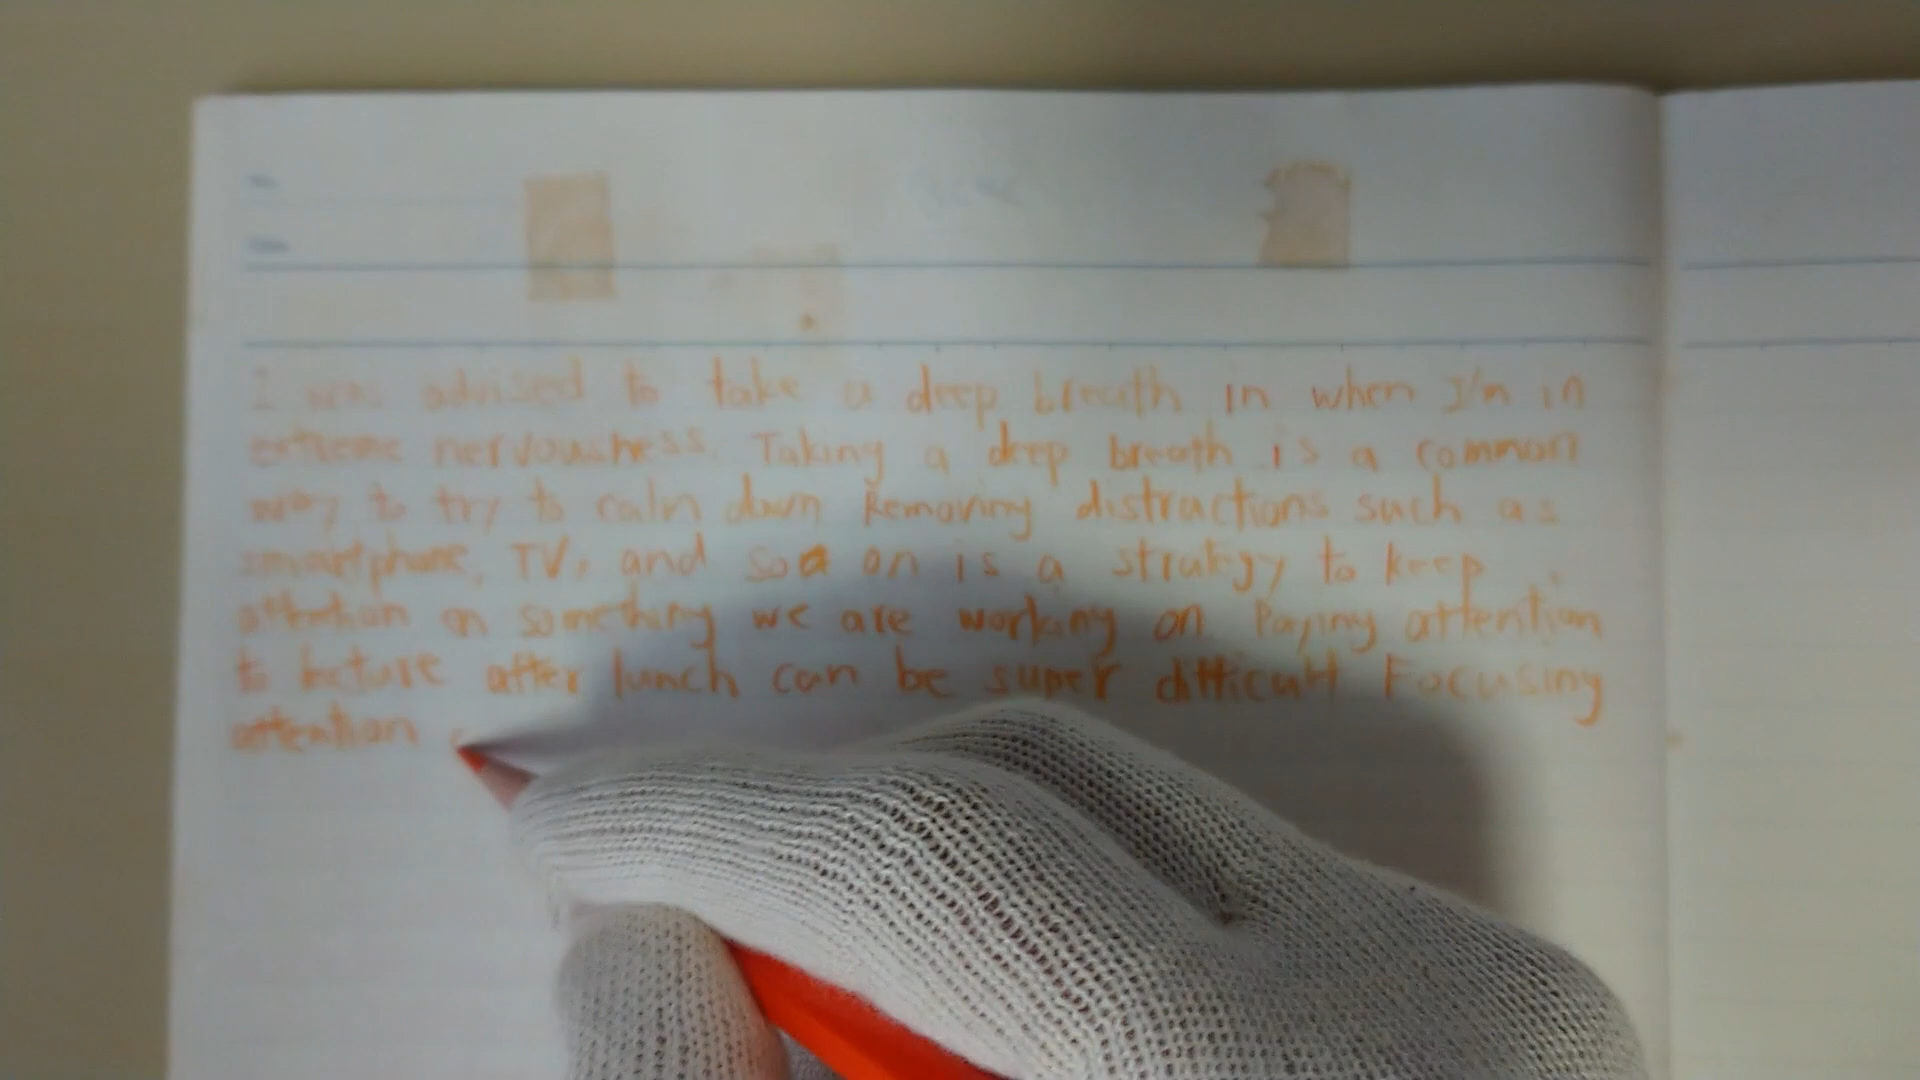 I was advised to take a deep breath in when I'm in
extreme nervousness. Taking a deep breath is a common
way to try to calm down Removing distractions such as
smartphone, TV, and so on is a strategy to keep
attention on something we are working on Paying attention
to lecture after lunch can be super difficult Focusing
attention